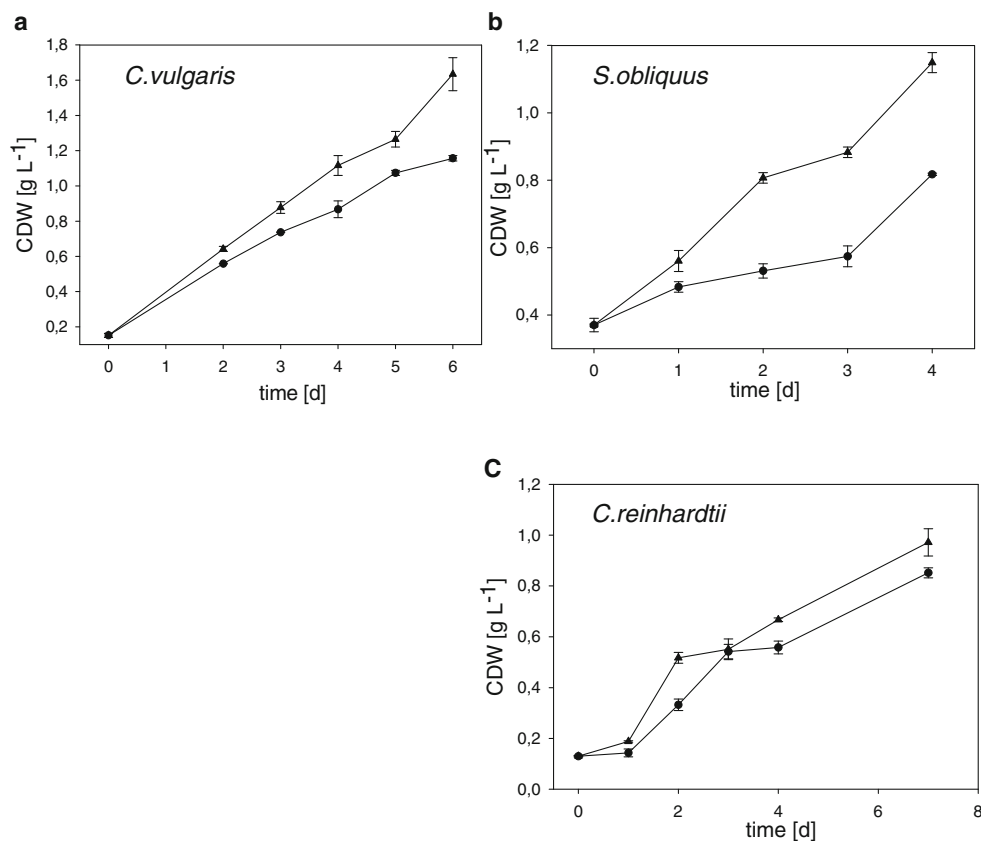 a
C.vulgaris
CDW [g L-1]
1,8
1,6
1,4
1,2
1,0
0,8
0,6
0,4
0,2
0 1 2 3 4 5 6
time [d]
b
S.obliquus
CDW [g L-1]
1,2
1,0
0,8
0,6
0,4
0 1 2 3 4
time [d]
C
C.reinhardtii
CDW [g L-1]
1,2
1,0
0,8
0,6
0,4
0,2
0,0
0 2 4 6 8
time [d]